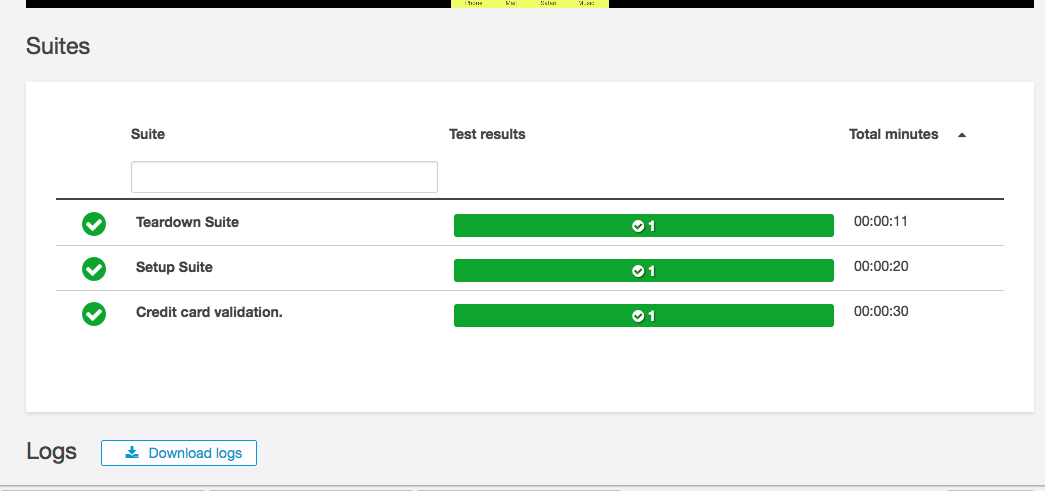 Phone Mail Safari Music
Suites
Suite Test results Total minutes
Teardown Suite 1 00:00:11
Setup Suite 1 00:00:20
Credit card validation. 1 00:00:30
Logs Download logs